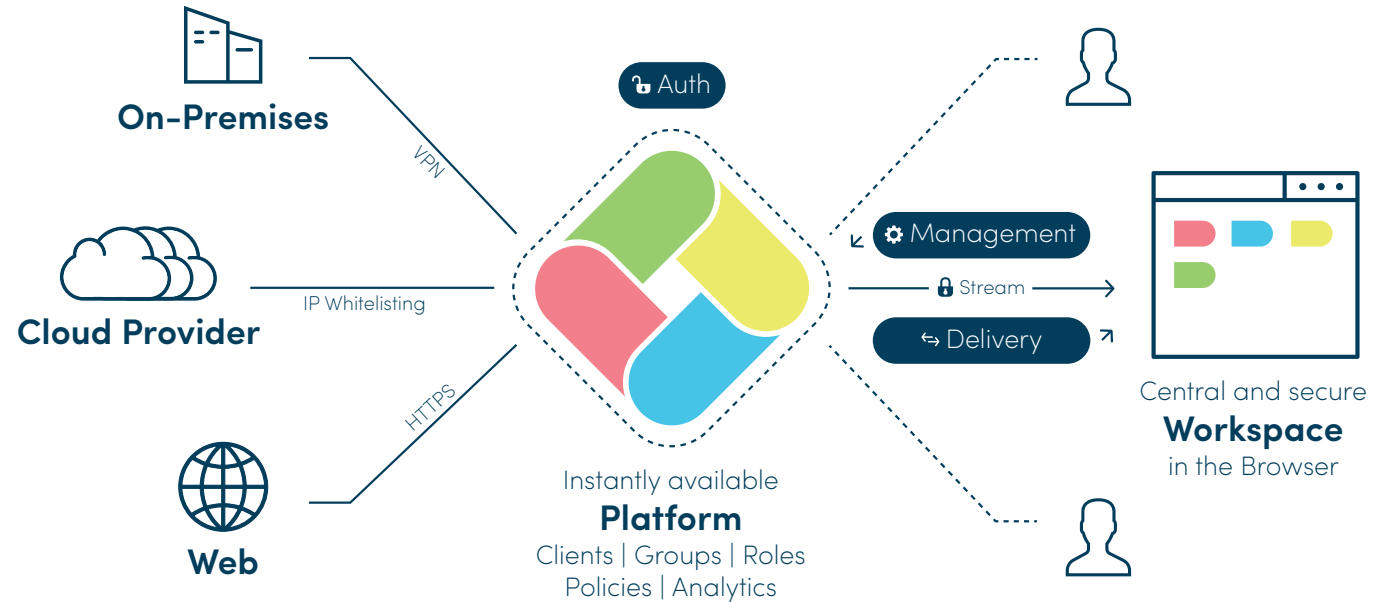 On-Premises
VPN
Cloud Provider
IP Whitelisting
HTTPS
Web
Auth
Instantly available
Platform
Clients | Groups | Roles
Policies | Analytics
Management
Stream
Delivery
Central and secure
Workspace
in the Browser